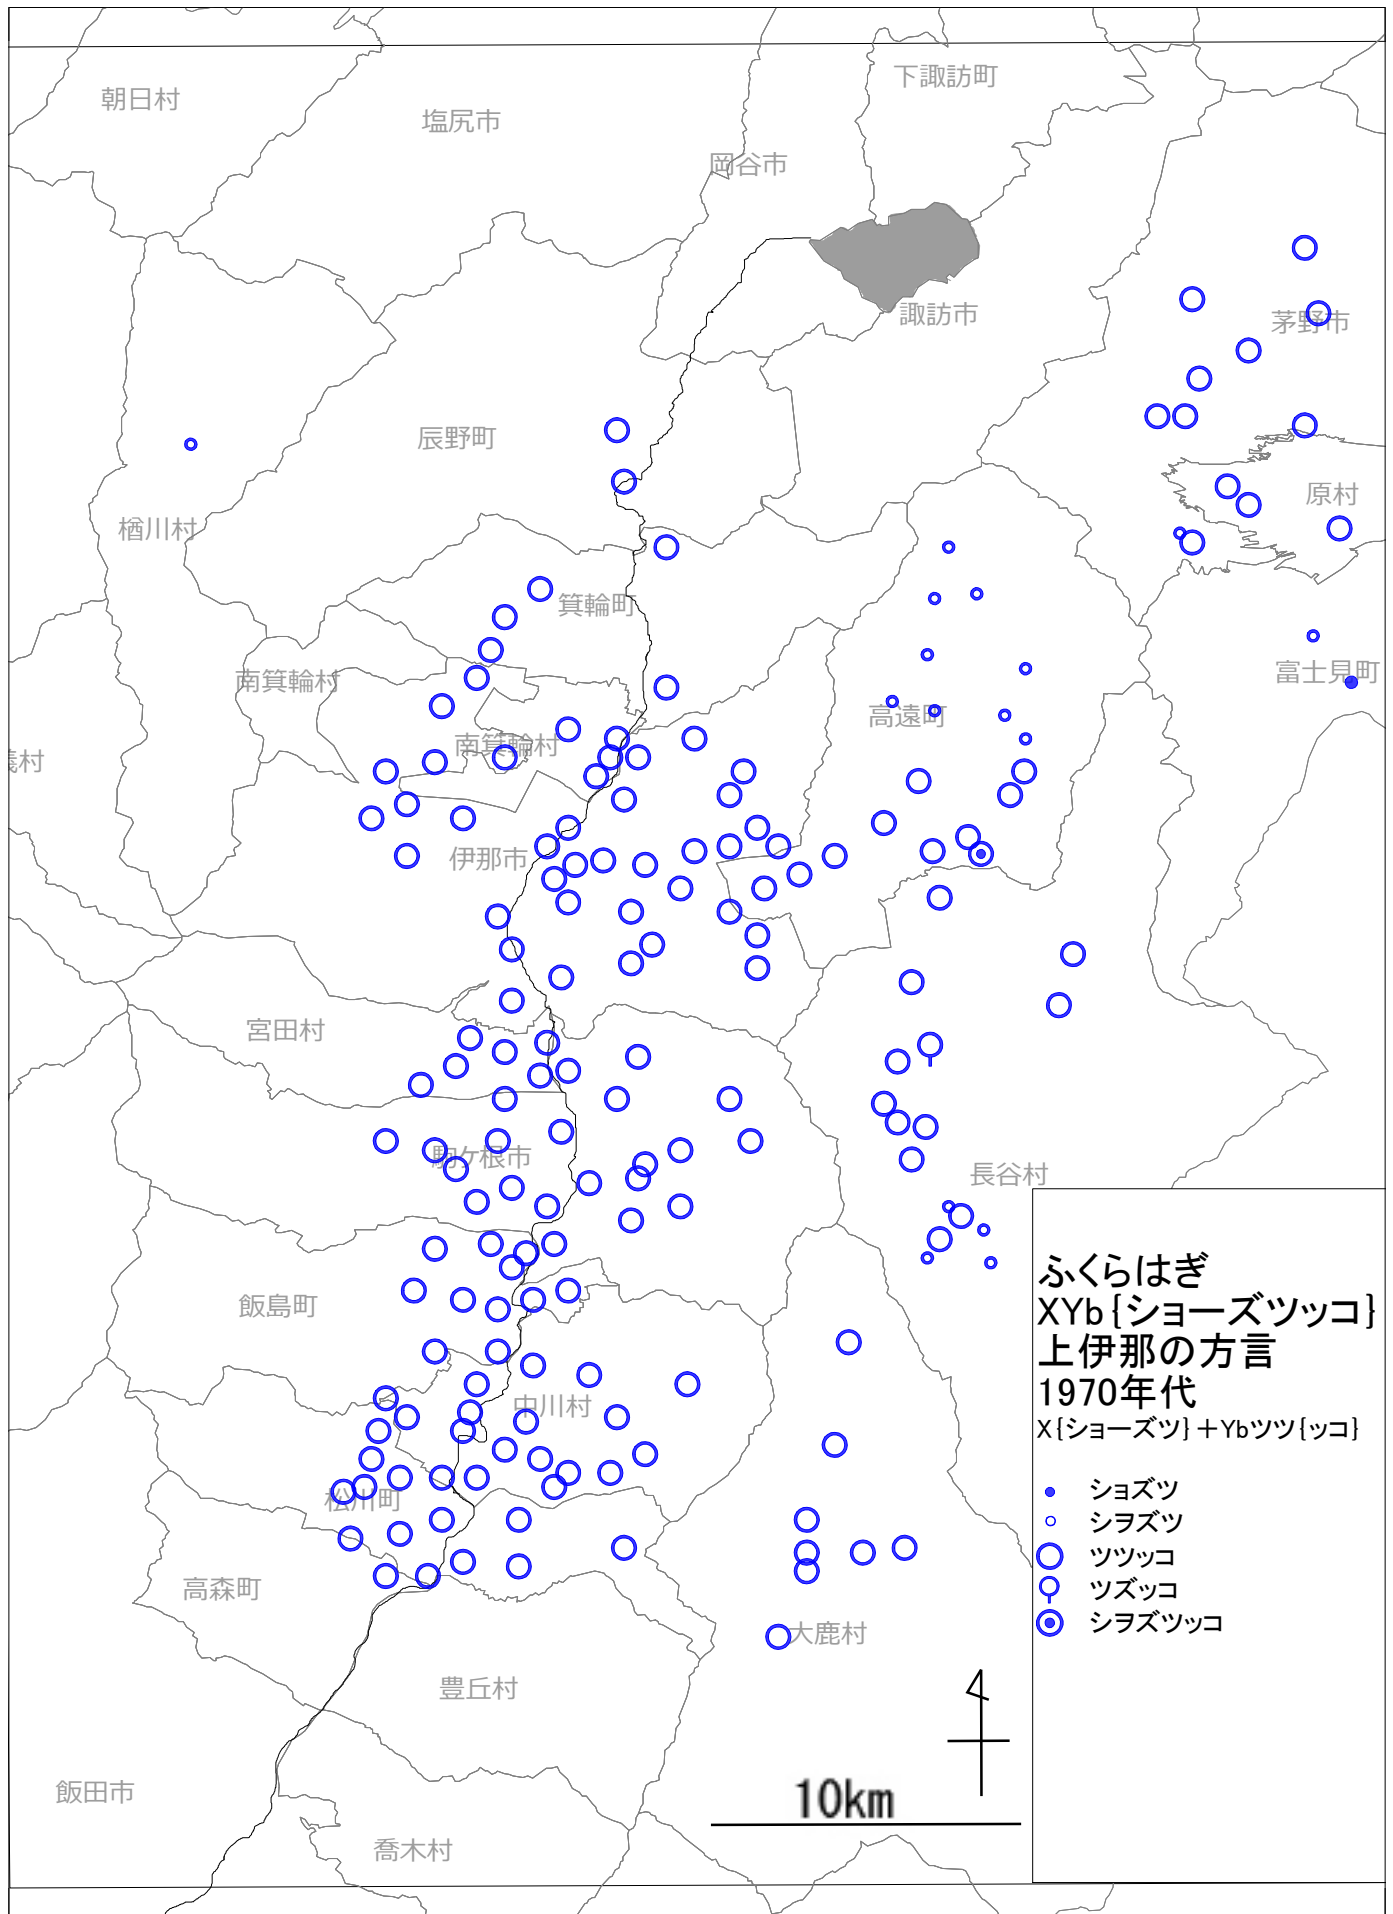 下諏訪町
朝日村
塩尻市
岡谷市
諏訪市
茅野市
辰野町
原村
楢川村
箕輪町
富士見町
南箕輪村
高遠町
南箕輪村
義村
伊那市
宮田村
駒ケ根市
長谷村
飯島町
中川村
松川町
高森町
大鹿村
豊丘村
飯田市
喬木村
10km
ふくらはぎ
XYb{ショーズツッコ}
上伊那の方言
1970年代
X{ショーズツ}+Ybツツ{ッコ}
ショズツ
シヲズツ
ツツッコ
ツズッコ
シヲズツッコ